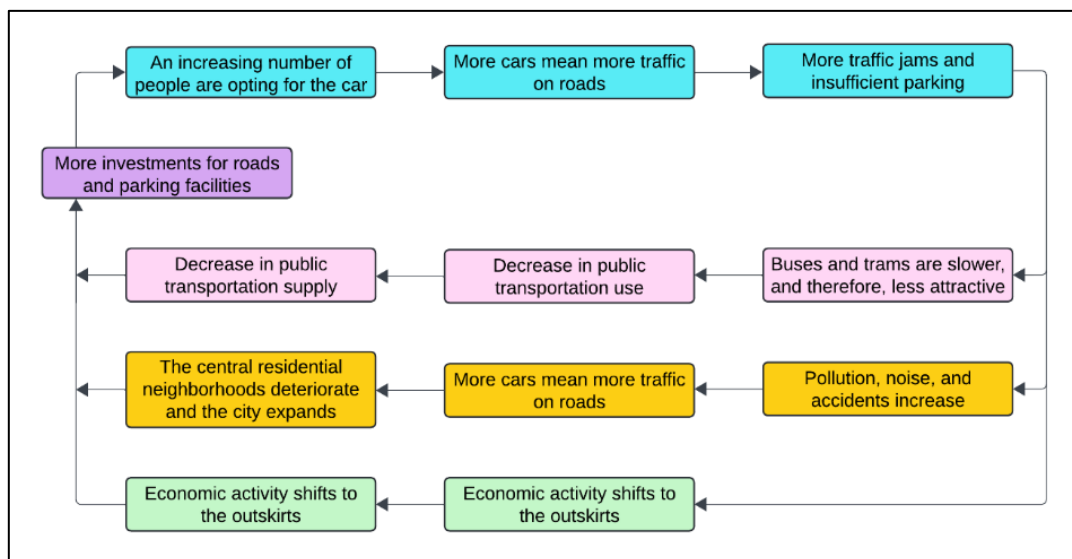 An increasing number of
people are opting for the car
More cars mean more traffic
on roads
More traffic jams and
insufficient parking
More investments for roads
and parking facilities
Decrease in public
transportation supply
Decrease in public
transportation use
Buses and trams are slower,
and therefore, less attractive
The central residential
neighborhoods deteriorate
and the city expands
More cars mean more traffic
on roads
Pollution, noise, and
accidents increase
Economic activity shifts to
the outskirts
Economic activity shifts to
the outskirts